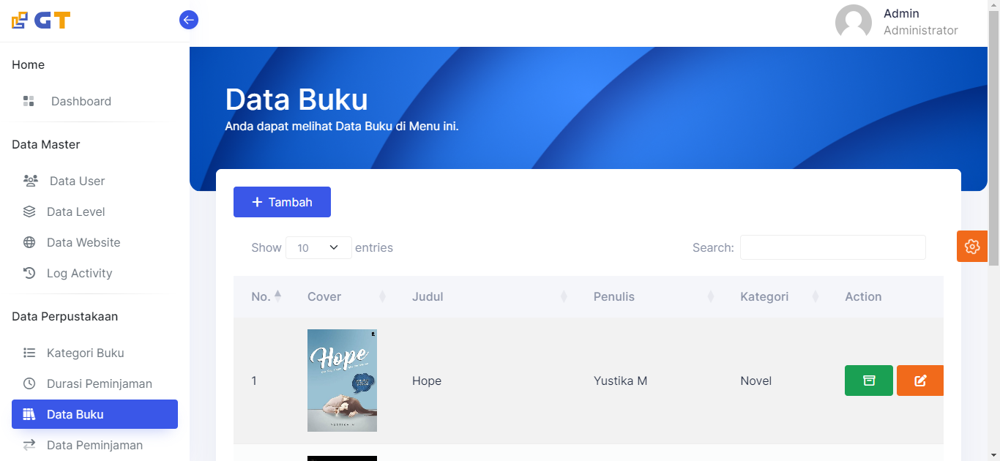 GT
Admin
Administrator
Home
Dashboard
Data Master
Data User
Data Level
Data Website
Log Activity
Data Perpustakaan
Kategori Buku
Durasi Peminjaman
Data Buku
Data Peminjaman
Data Buku
Anda dapat melihat Data Buku di Menu ini.
+ Tambah
Show 10 entries
Search:
No. Cover Judul Penulis Kategori Action
Hope
YUSTIKA M
1 Hope Yustika M Novel